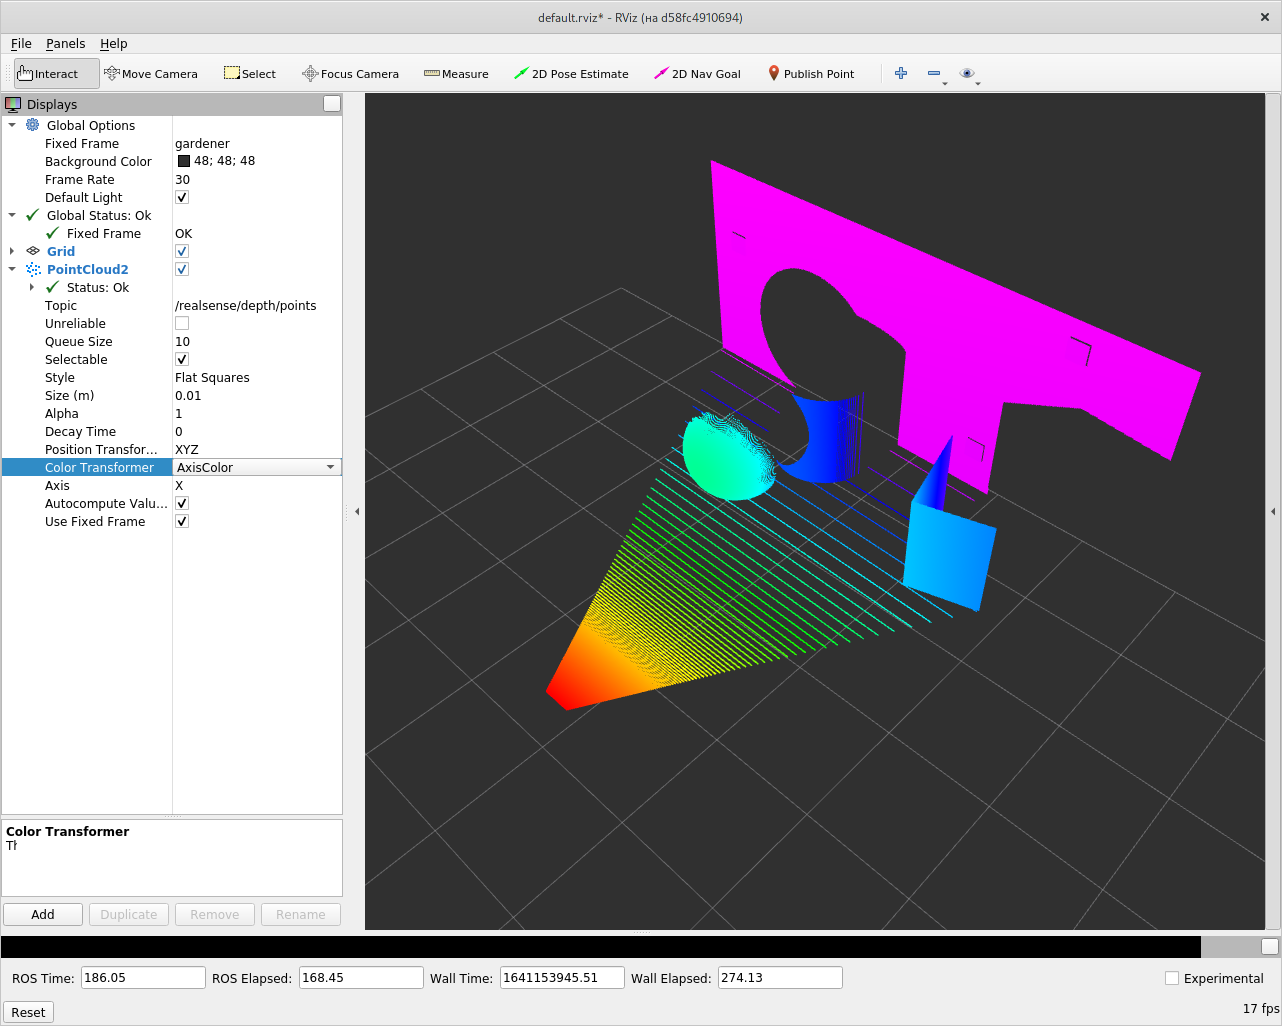 default.rviz* - RViz (на d58fc4910694)
File Panels Help
Interact Move Camera Select Focus Camera Measure 2D Pose Estimate 2D Nav Goal Publish Point
Displays
Global Options
Fixed Frame gardener
Background Color 48; 48; 48
Frame Rate 30
Default Light
Global Status: Ok
Fixed Frame OK
Grid
PointCloud2
Status: Ok
Topic /realsense/depth/points
Unreliable
Queue Size 10
Selectable
Style Flat Squares
Size (m) 0.01
Alpha 1
Decay Time 0
Position Transfor... XYZ
Color Transformer AxisColor
Axis X
Autocompute Valu...
Use Fixed Frame
Color Transformer
Add Duplicate Remove Rename
ROS Time: 186.05 ROS Elapsed: 168.45 Wall Time: 1641153945.51 Wall Elapsed: 274.13 Experimental
Reset 17 fps